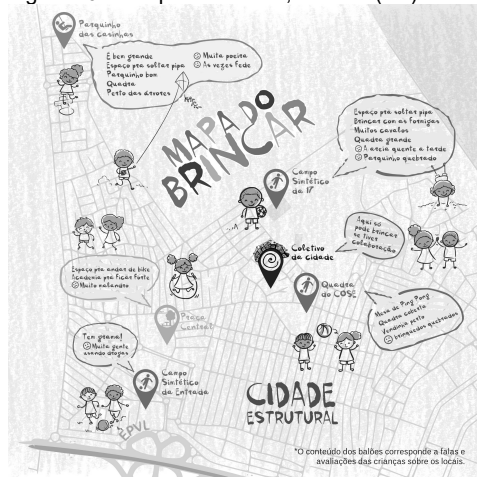 Parquinho
das Casinhas
É bem grande
Espaço pra soltar pipa
Parquinho bom
Quadra
Perto das árvores
Muita poeira
As vezes fede
MAPA DO
BRINCAR
Espaço pra soltar pipa
Brincar com as formigas
Muitos cavalos
Quadra grande
A areia quente a tarde
Parquinho quebrado
Campo
Sintético
da 17
Aqui só
pode brincar
se tiver
colaboração
Coletivo
da cidade
Espaço pra andar de bike
Academia pra ficar forte
Muito malandro
Quadra
do COSE
Mesa de Ping Pong
Quadra coberta
Vendinha perto
brinquedos quebrados
Praça
Central
Tem grama!
Muita gente
usando drogas
Campo
Sintético
da Entrada
CIDADE
ESTRUTURAL
EPVL
*O conteúdo dos balões corresponde a falas e
avaliações das crianças sobre os locais.